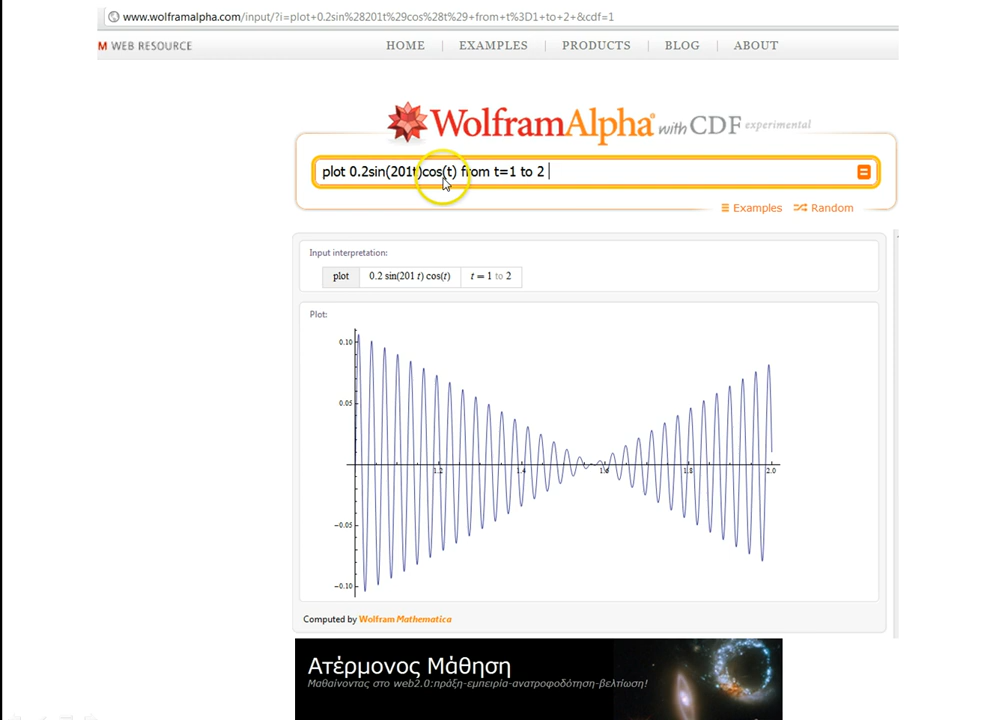 www.wolframalpha.com/input/?i=plot+0.2sin%28201t%29cos%28t%29+from+t%3D1+to+2+&cdf=1
M WEB RESOURCE
HOME | EXAMPLES | PRODUCTS | BLOG | ABOUT
WolframAlpha with CDF experimental
plot 0.2sin(201t)cos(t) from t=1 to 2
Examples Random
Input interpretation:
plot 0.2 sin(201 t) cos(t) t = 1 to 2
Plot:
0.10
0.05
1.2 1.4 1.6 1.8 2.0
-0.05
-0.10
Computed by Wolfram Mathematica
Ατέρμονος Μάθηση
Μαθαίνοντας στο web2.0:πράξη-εμπειρία-ανατροφοδότηση-βελτίωση!